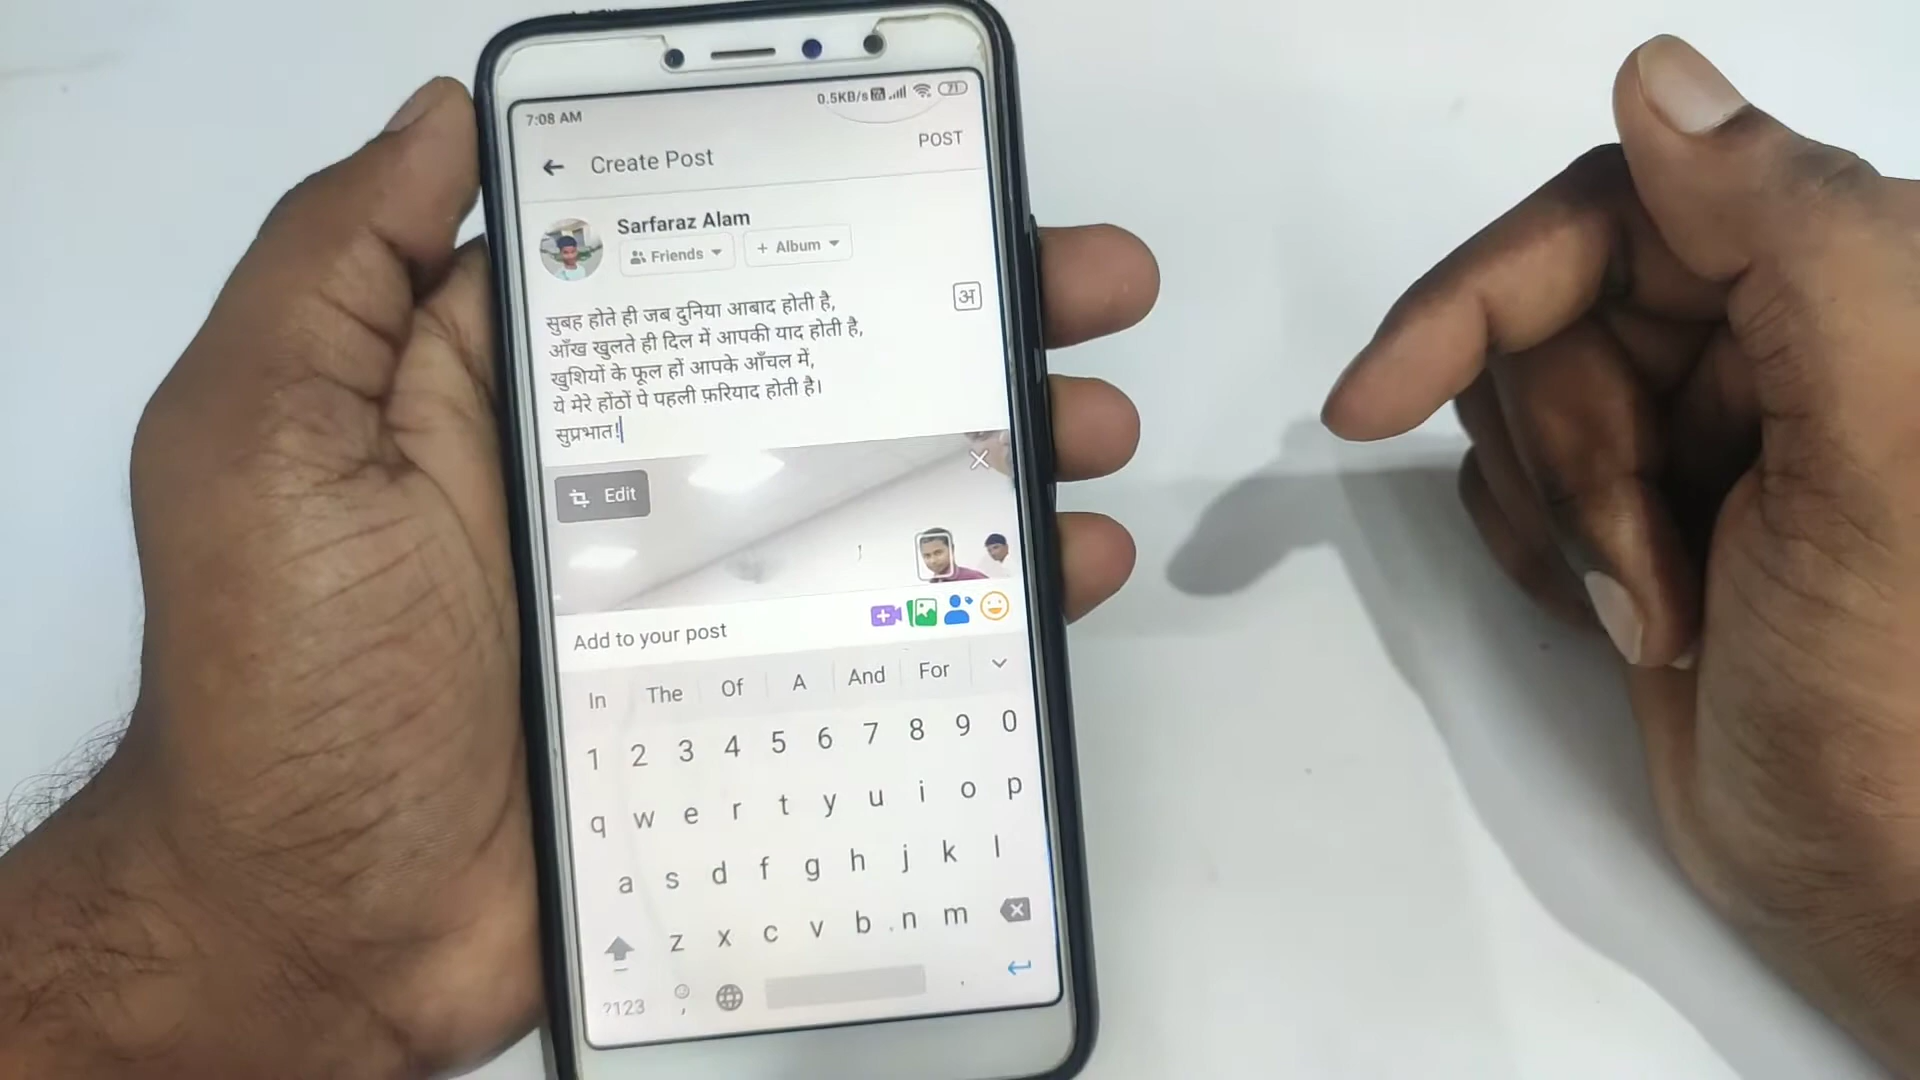 7:08 AM
0.5KB/s
71
Create Post
POST
Sarfaraz Alam
Friends
+ Album
अ
सुबह होते ही जब दुनिया आबाद होती है,
आँख खुलते ही दिल में आपकी याद होती है,
खुशियों के फूल हों आपके आँचल में,
ये मेरे होंठों पे पहली फ़रियाद होती है।
सुप्रभात!
Edit
Add to your post
In The Of A And For
1 2 3 4 5 6 7 8 9 0
q w e r t y u i o p
a s d f g h j k l
z x c v b n m
?123 , .